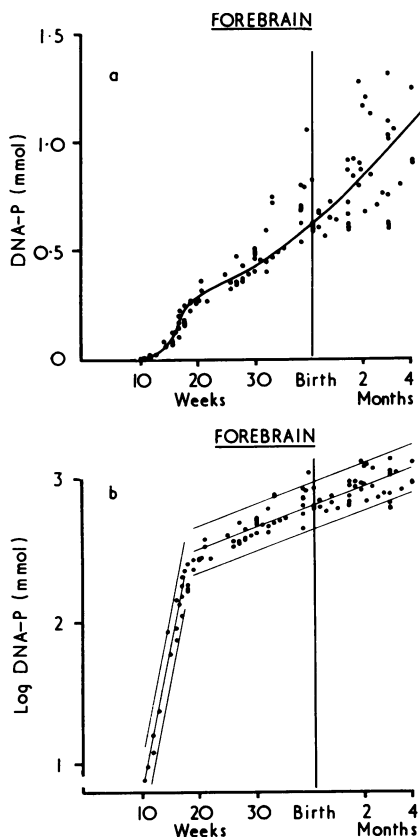 FOREBRAIN
a
DNA-P (mmol)
1·5
1·0
0·5
0
10 20 30 Birth 2 4
Weeks Months
FOREBRAIN
b
Log DNA-P (mmol)
3
2
1
10 20 30 Birth 2 4
Weeks Months